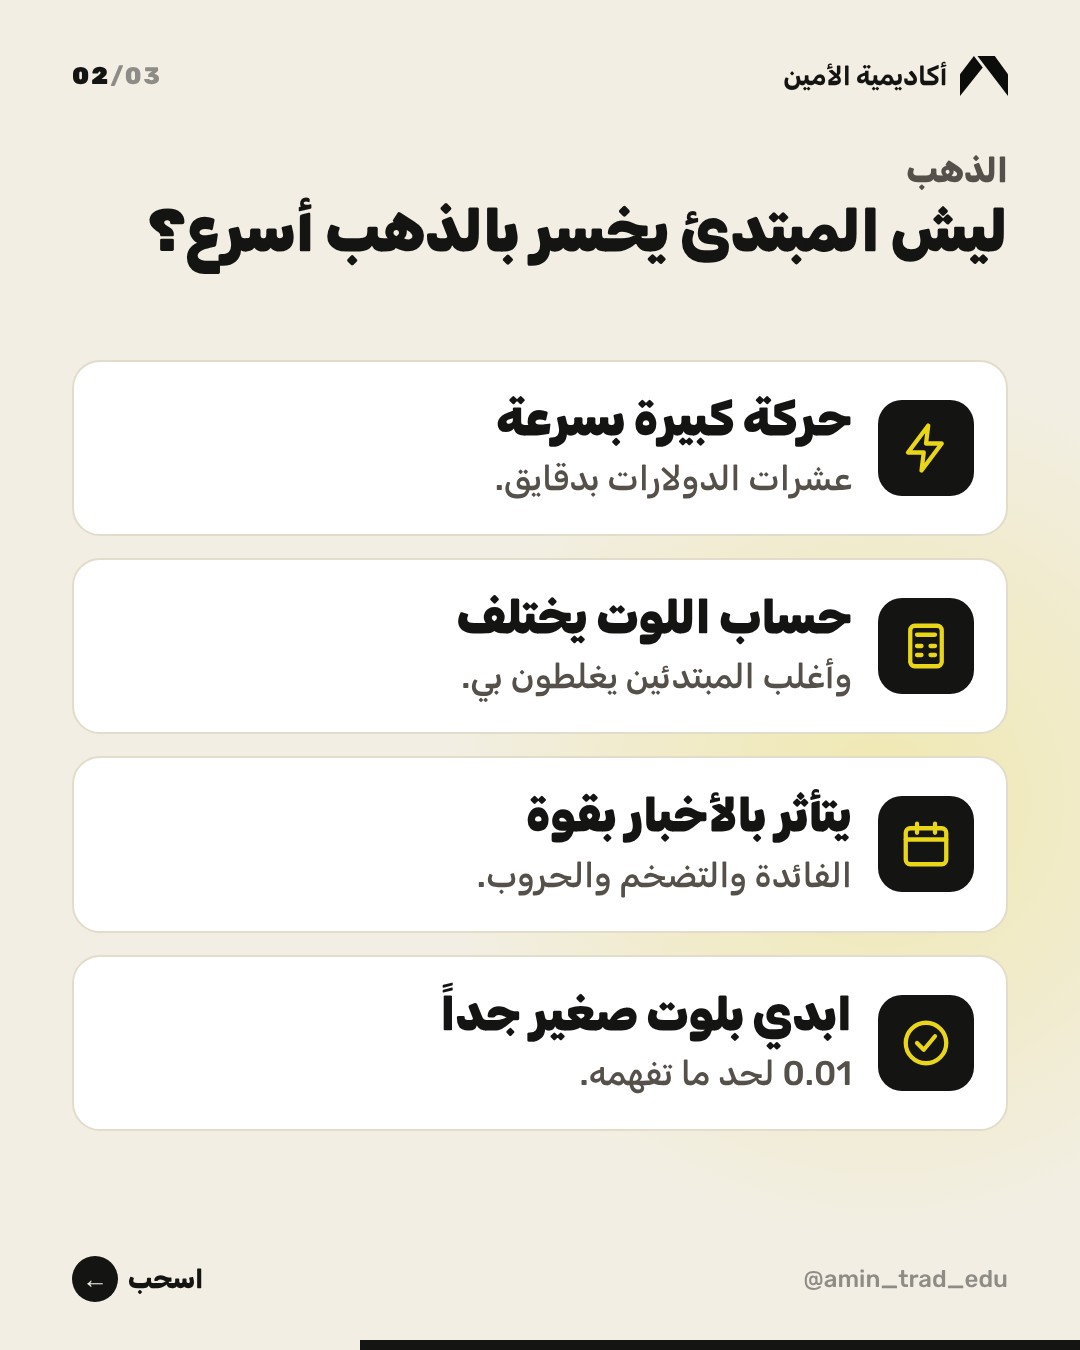 أكاديمية الأمين
02/03
الذهب
ليش المبتدئ يخسر بالذهب أسرع؟
حركة كبيرة بسرعة
عشرات الدولارات بدقايق.
حساب اللوت يختلف
وأغلب المبتدئين يغلطون بي.
يتأثر بالأخبار بقوة
الفائدة والتضخم والحروب.
ابدي بلوت صغير جداً
0.01 لحد ما تفهمه.
@amin_trad_edu
اسحب ←